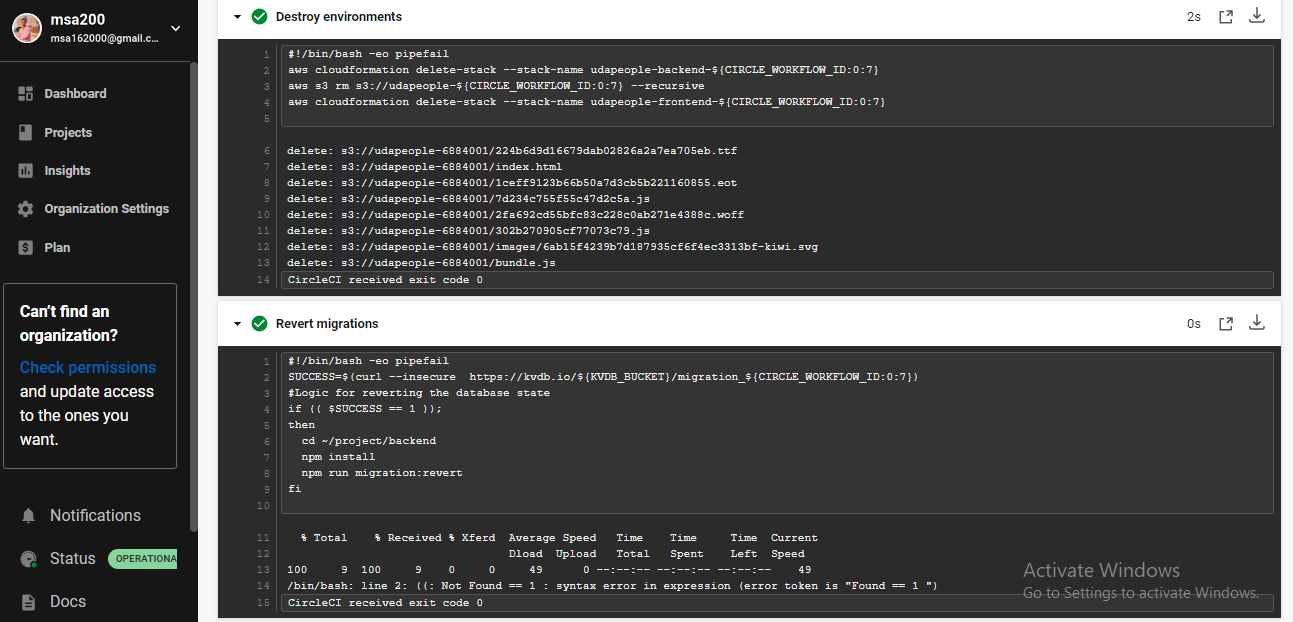 msa200
msa162000@gmail.c...
Dashboard
Projects
Insights
Organization Settings
Plan
Can't find an
organization?
Check permissions
and update access
to the ones you
want.
Notifications
Status OPERATIONA
Docs
Destroy environments 2s
1 #!/bin/bash -eo pipefail
2 aws cloudformation delete-stack --stack-name udapeople-backend-${CIRCLE_WORKFLOW_ID:0:7}
3 aws s3 rm s3://udapeople-${CIRCLE_WORKFLOW_ID:0:7} --recursive
4 aws cloudformation delete-stack --stack-name udapeople-frontend-${CIRCLE_WORKFLOW_ID:0:7}
5
6 delete: s3://udapeople-6884001/224b6d9d16679dab02826a2a7ea705eb.ttf
7 delete: s3://udapeople-6884001/index.html
8 delete: s3://udapeople-6884001/1ceff9123b66b50a7d3cb5b221160855.eot
9 delete: s3://udapeople-6884001/7d234c755f55c47d2c5a.js
10 delete: s3://udapeople-6884001/2fa692cd55bfc83c228c0ab271e4388c.woff
11 delete: s3://udapeople-6884001/302b270905cf77073c79.js
12 delete: s3://udapeople-6884001/images/6ab15f4239b7d187935cf6f4ec3313bf-kiwi.svg
13 delete: s3://udapeople-6884001/bundle.js
14 CircleCI received exit code 0
Revert migrations 0s
1 #!/bin/bash -eo pipefail
2 SUCCESS=$(curl --insecure  https://kvdb.io/${KVDB_BUCKET}/migration_${CIRCLE_WORKFLOW_ID:0:7})
3 #Logic for reverting the database state
4 if (( $SUCCESS == 1 ));
5 then
6   cd ~/project/backend
7   npm install
8   npm run migration:revert
9 fi
10
11 % Total    % Received % Xferd  Average Speed   Time    Time     Time  Current
12 Dload  Upload   Total   Spent    Left  Speed
13 100     9  100     9    0     0     49      0 --:--:-- --:--:-- --:--:--    49
14 /bin/bash: line 2: ((: Not Found == 1 : syntax error in expression (error token is "Found == 1 ")
15 CircleCI received exit code 0
Activate Windows
Go to Settings to activate Windows.